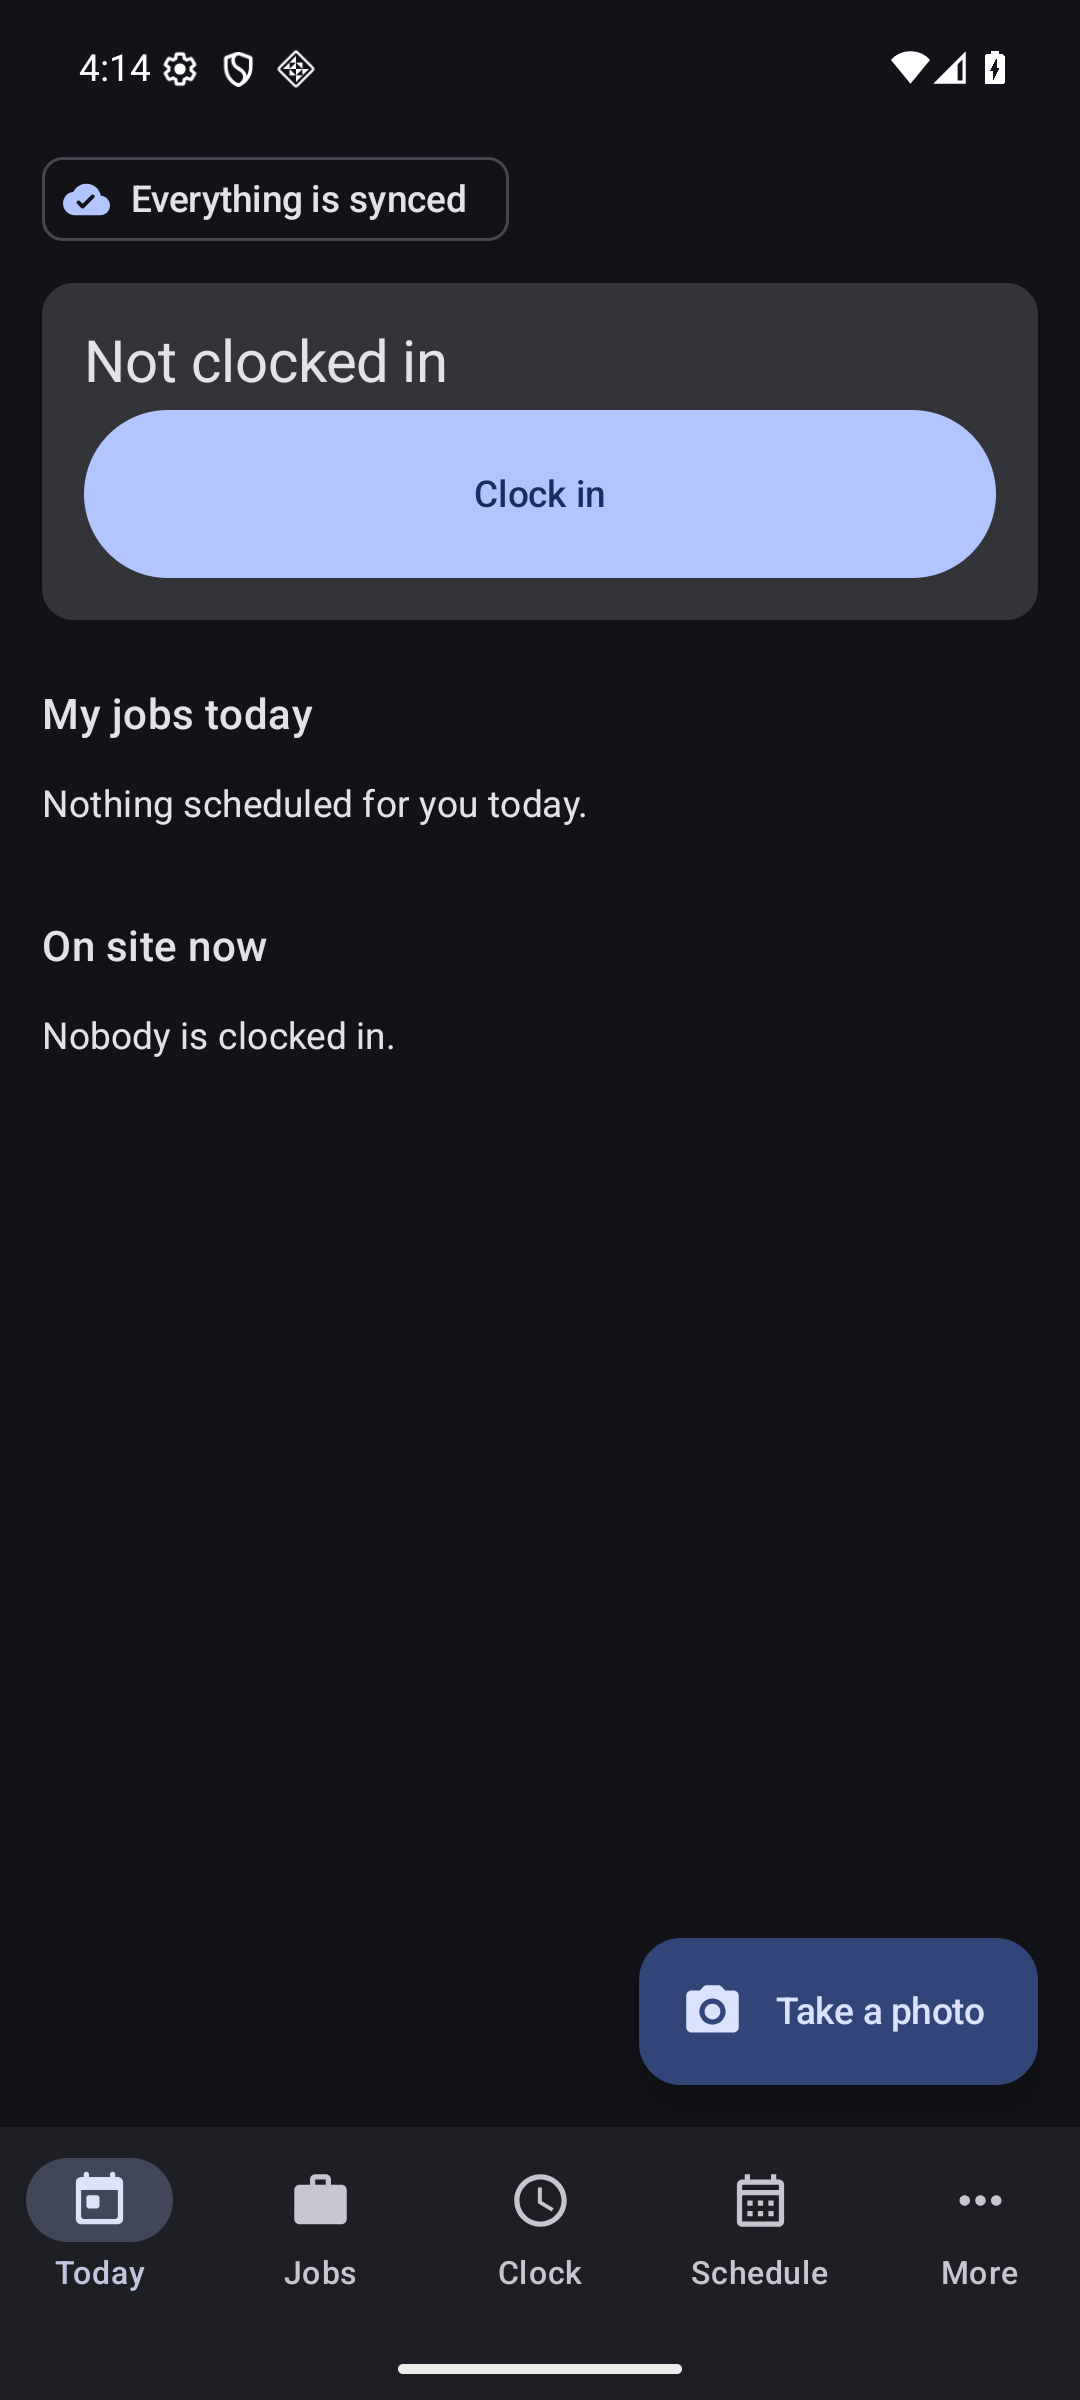 4:14
Everything is synced
Not clocked in
Clock in
My jobs today
Nothing scheduled for you today.
On site now
Nobody is clocked in.
Take a photo
Today
Jobs
Clock
Schedule
More